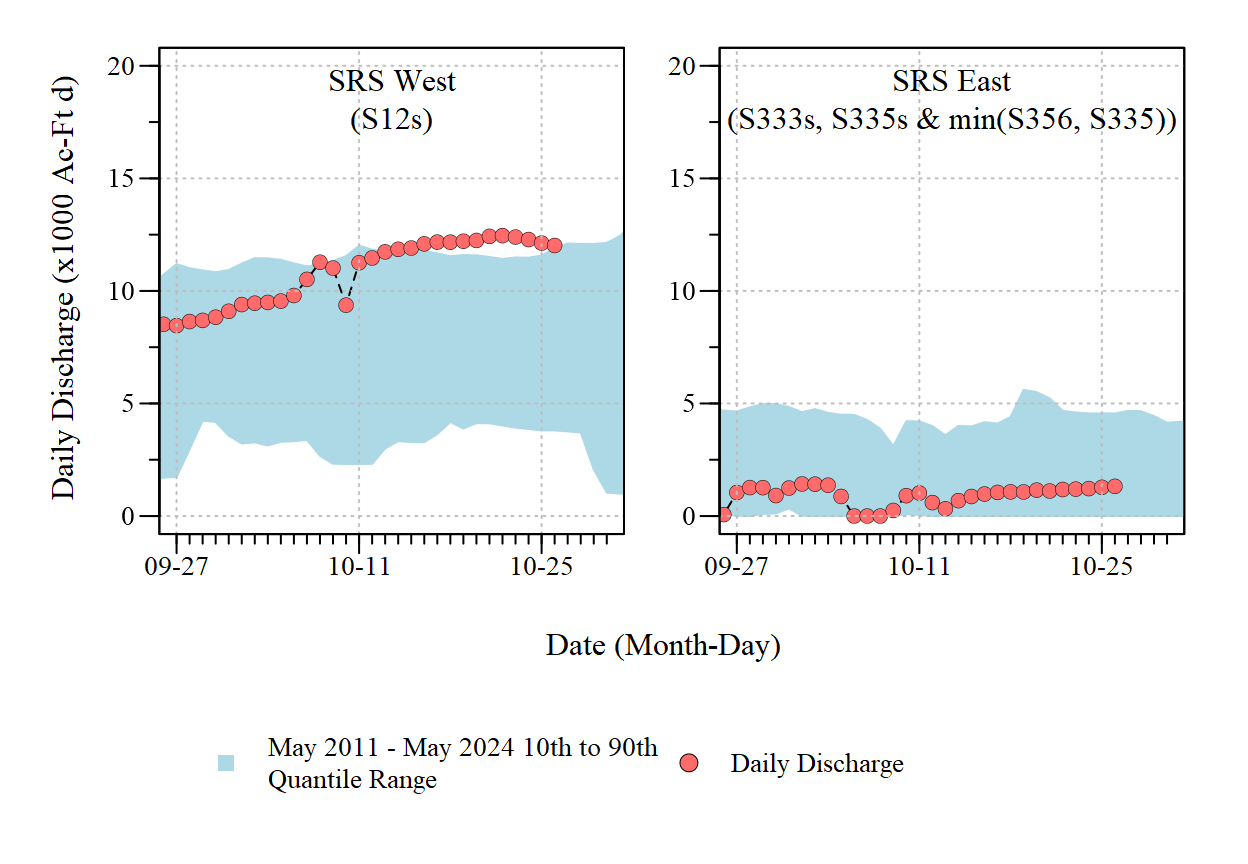 SRS West
(S12s)
SRS East
(S333s, S335s & min(S356, S335))
Daily Discharge (x1000 Ac-Ft d)
20
15
10
5
0
09-27
10-11
10-25
20
15
10
5
0
09-27
10-11
10-25
Date (Month-Day)
May 2011 - May 2024 10th to 90th
Quantile Range
Daily Discharge